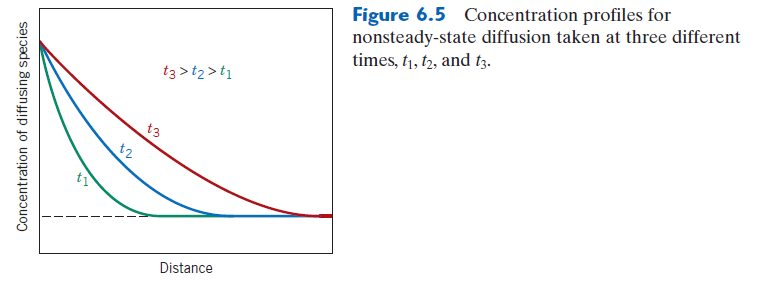 Concentration of diffusing species
t3 > t2 > t1
t3
t2
t1
Distance
Figure 6.5 Concentration profiles for
nonsteady-state diffusion taken at three different
times, t1, t2, and t3.